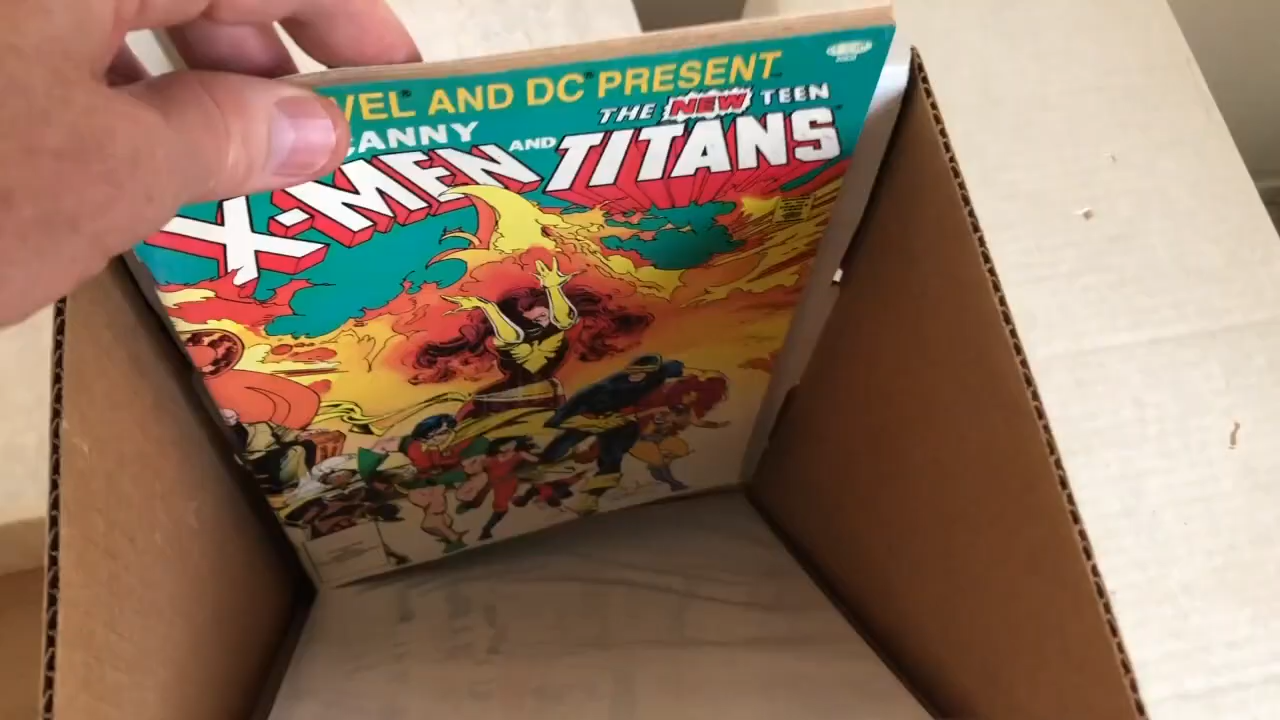 VEL AND DC PRESENT
CANNY
X-MEN AND THE NEW TEEN
TITANS